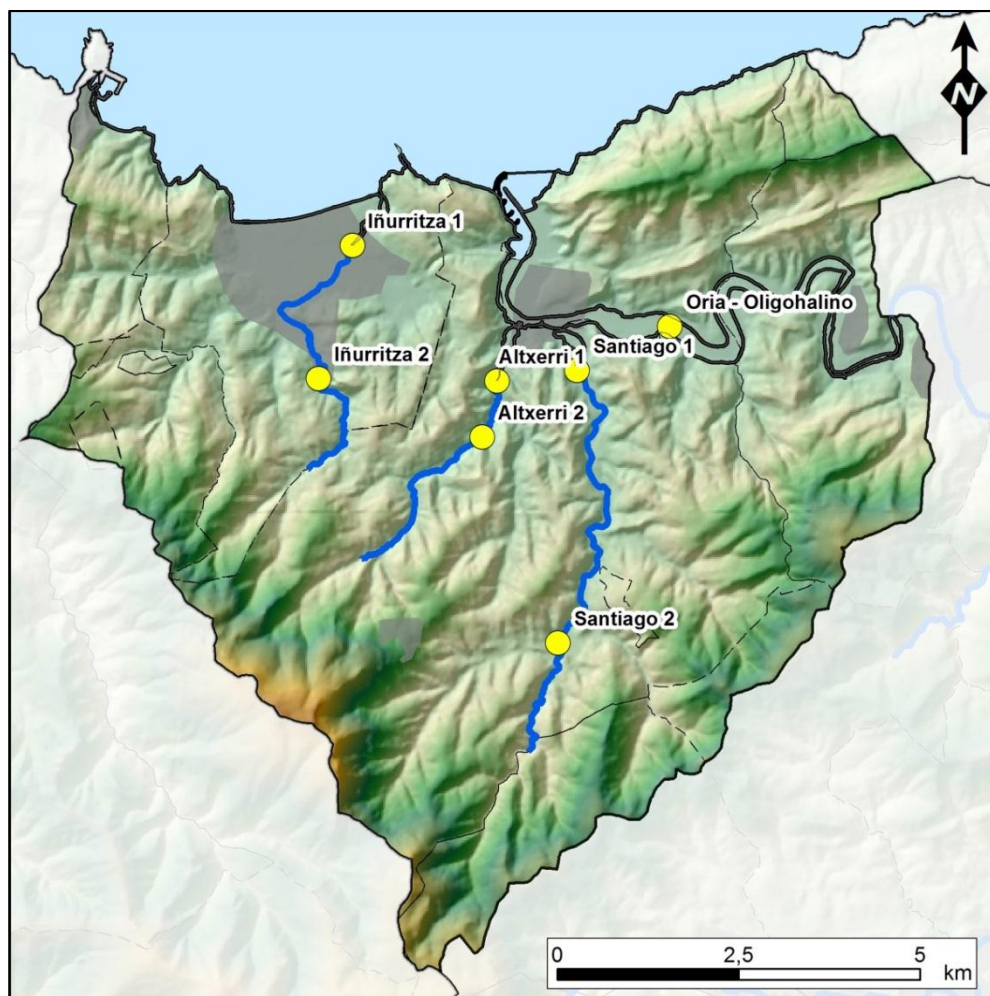 N
Iñurritza 1
Oria - Oligohalino
Santiago 1
Altxerri 1
Iñurritza 2
Altxerri 2
Santiago 2
0 2,5 5
km